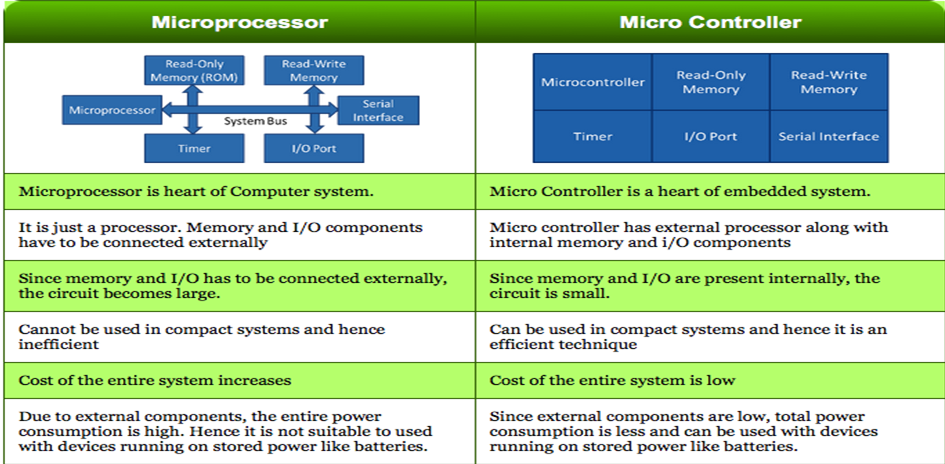 Microprocessor
Micro Controller
Read-Only
Memory (ROM)
Read-Write
Memory
Microprocessor
System Bus
Serial
Interface
Timer
I/O Port
Microcontroller
Read-Only
Memory
Read-Write
Memory
Timer
I/O Port
Serial Interface
Microprocessor is heart of Computer system.
Micro Controller is a heart of embedded system.
It is just a processor. Memory and I/O components
have to be connected externally
Micro controller has external processor along with
internal memory and i/O components
Since memory and I/O has to be connected externally,
the circuit becomes large.
Since memory and I/O are present internally, the
circuit is small.
Cannot be used in compact systems and hence
inefficient
Can be used in compact systems and hence it is an
efficient technique
Cost of the entire system increases
Cost of the entire system is low
Due to external components, the entire power
consumption is high. Hence it is not suitable to used
with devices running on stored power like batteries.
Since external components are low, total power
consumption is less and can be used with devices
running on stored power like batteries.